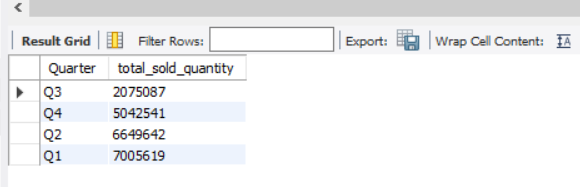 Result Grid Filter Rows: Export: Wrap Cell Content:
Quarter total_sold_quantity
Q3 2075087
Q4 5042541
Q2 6649642
Q1 7005619